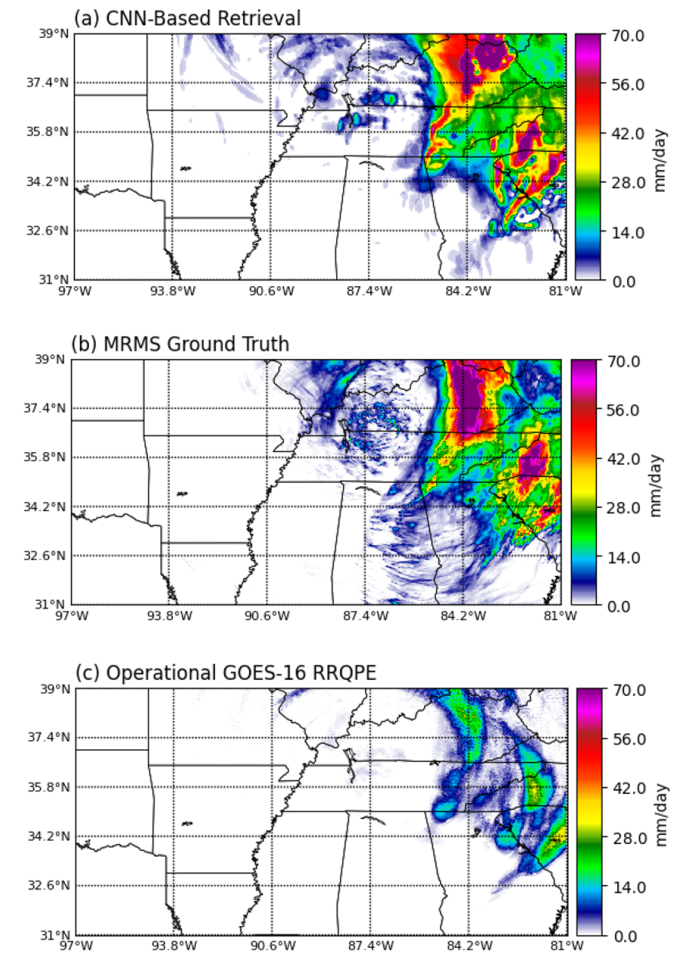 (a) CNN-Based Retrieval
39°N
37.4°N
35.8°N
34.2°N
32.6°N
31°N
97°W 93.8°W 90.6°W 87.4°W 84.2°W 81°W
70.0
56.0
42.0
28.0
14.0
0.0
mm/day
(b) MRMS Ground Truth
39°N
37.4°N
35.8°N
34.2°N
32.6°N
31°N
97°W 93.8°W 90.6°W 87.4°W 84.2°W 81°W
70.0
56.0
42.0
28.0
14.0
0.0
mm/day
(c) Operational GOES-16 RRQPE
39°N
37.4°N
35.8°N
34.2°N
32.6°N
31°N
97°W 93.8°W 90.6°W 87.4°W 84.2°W 81°W
70.0
56.0
42.0
28.0
14.0
0.0
mm/day